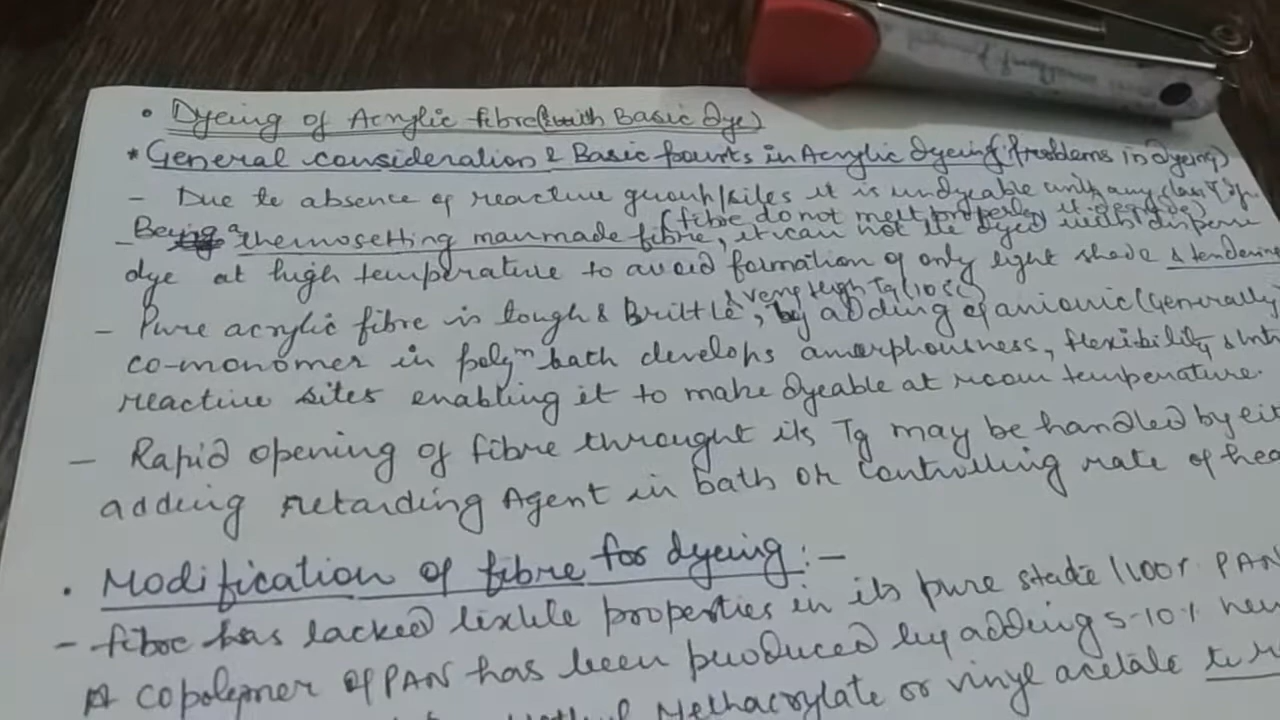 • Dyeing of Acrylic fibre (with Basic Dye)
* General consideration & Basic points in Acrylic Dyeing (Problems in dyeing)
- Due to absence of reactive group/sites it is undyeable with any class of
(fibre do not melt properly it degrade)
- Being a thermosetting manmade fibre, it can not be dyed with disperse
dye at high temperature to avoid formation of only light shade &
& very high Tg (105°C)
- Pure acrylic fibre is tough & Brittle, by adding of anionic (Generally)
co-monomer in polyⁿ bath develops amorphousness, flexibility &
reactive sites enabling it to make dyeable at room temperature.
- Rapid opening of fibre throught its Tg may be handled by
adding retarding Agent in bath or controlling rate of
• Modification of fibre for dyeing :-
- fibre has lacked textile properties in its pure state (100% PAN
A copolymer of PAN has been produced by adding 5-10%
Methacrylate or vinyl acetate to